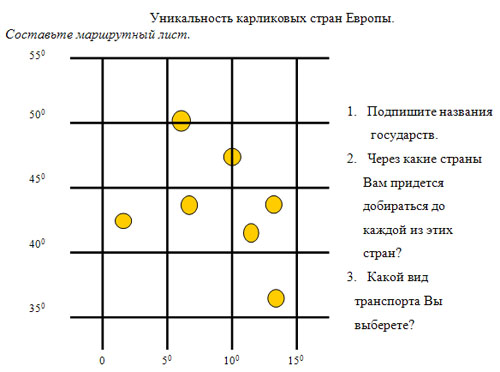 Уникальность карликовых стран Европы.
Составьте маршрутный лист.
55⁰
50⁰
45⁰
40⁰
35⁰
0 5⁰ 10⁰ 15⁰
1. Подпишите названия
государств.
2. Через какие страны
Вам придется
добираться до
каждой из этих
стран?
3. Какой вид
транспорта Вы
выберете?